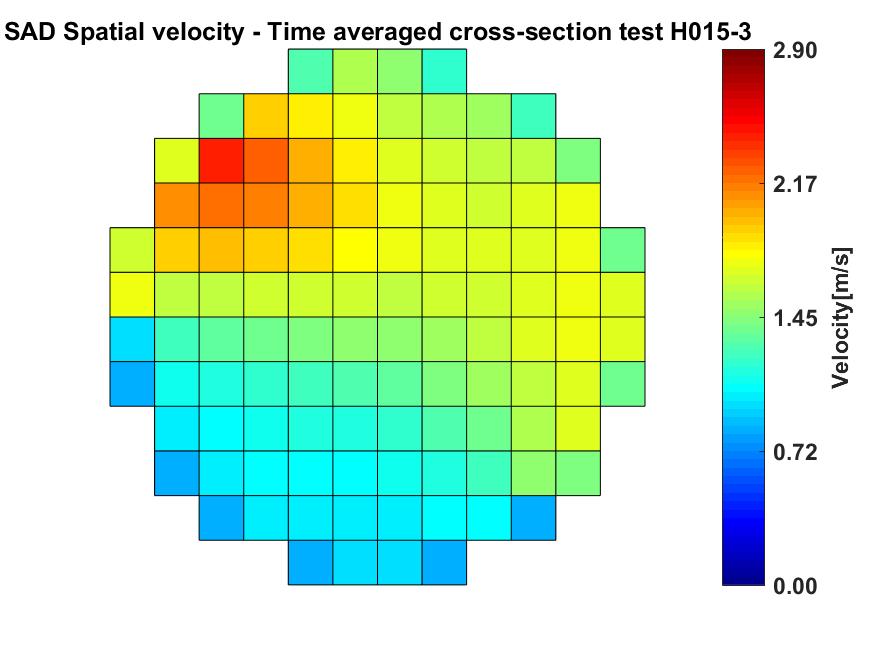 SAD Spatial velocity - Time averaged cross-section test H015-3
2.90
2.17
1.45
0.72
0.00
Velocity[m/s]